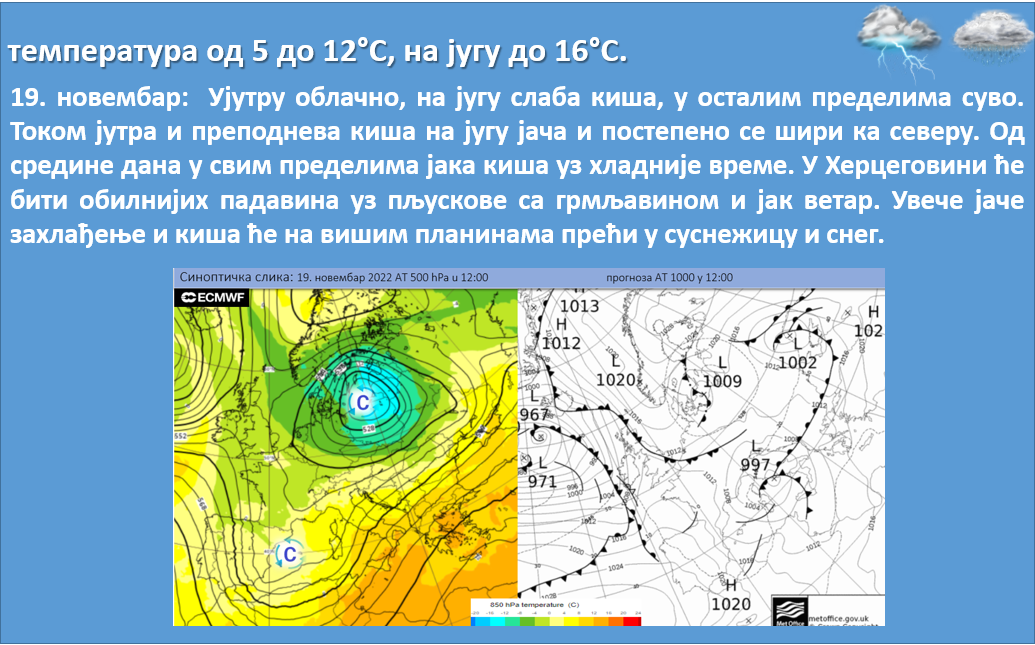 температура од 5 до 12°C, на југу до 16°C.
19. новембар: Ујутру облачно, на југу слаба киша, у осталим пределима суво.
Током јутра и преподнева киша на југу јача и постепено се шири ка северу. Од
средине дана у свим пределима јака киша уз хладније време. У Херцеговини ће
бити обилнијих падавина уз пљускове са грмљавином и јак ветар. Увече јаче
захлађење и киша ће на вишим планинама прећи у суснежицу и снег.
Синоптичка слика: 19. новембар 2022 AT 500 hPa u 12:00
прогноза AT 1000 у 12:00
ECMWF
H
1013
H
1012
H
102
L
1020
L
1009
L
1002
L
967
L
971
L
997
H
1020
C
C
552
528
568
850 hPa temperature (C)
Met Office
metoffice.gov.uk